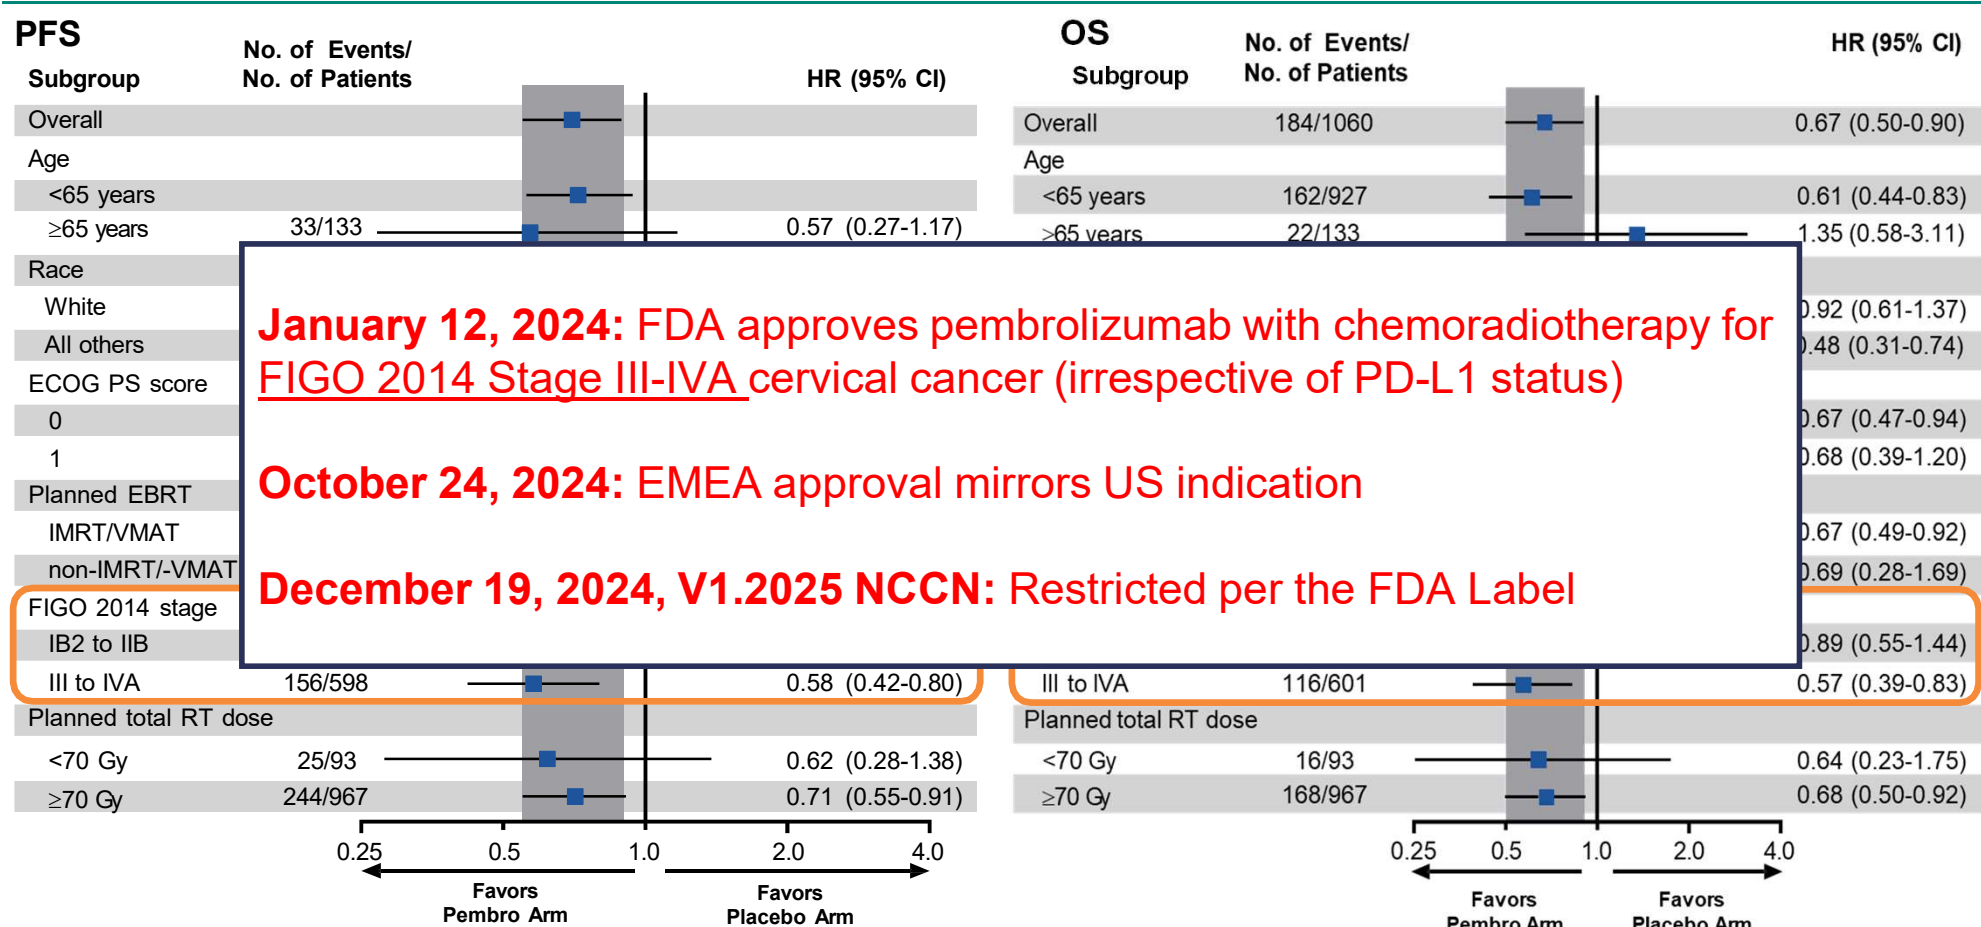 PFS
No. of Events/
No. of Patients
Subgroup
HR (95% CI)
Overall
Age
<65 years
≥65 years 33/133 0.57 (0.27-1.17)
Race
White
All others
ECOG PS score
0
1
Planned EBRT
IMRT/VMAT
non-IMRT/-VMAT
FIGO 2014 stage
IB2 to IIB
III to IVA 156/598 0.58 (0.42-0.80)
Planned total RT dose
<70 Gy 25/93 0.62 (0.28-1.38)
≥70 Gy 244/967 0.71 (0.55-0.91)
0.25 0.5 1.0 2.0 4.0
Favors
Pembro Arm
Favors
Placebo Arm
OS
No. of Events/
No. of Patients
Subgroup
HR (95% CI)
Overall 184/1060 0.67 (0.50-0.90)
Age
<65 years 162/927 0.61 (0.44-0.83)
>65 years 22/133 1.35 (0.58-3.11)
0.92 (0.61-1.37)
0.48 (0.31-0.74)
0.67 (0.47-0.94)
0.68 (0.39-1.20)
0.67 (0.49-0.92)
0.69 (0.28-1.69)
0.89 (0.55-1.44)
III to IVA 116/601 0.57 (0.39-0.83)
Planned total RT dose
<70 Gy 16/93 0.64 (0.23-1.75)
≥70 Gy 168/967 0.68 (0.50-0.92)
0.25 0.5 1.0 2.0 4.0
Favors
Pembro Arm
Favors
Placebo Arm
January 12, 2024: FDA approves pembrolizumab with chemoradiotherapy for
FIGO 2014 Stage III-IVA cervical cancer (irrespective of PD-L1 status)
October 24, 2024: EMEA approval mirrors US indication
December 19, 2024, V1.2025 NCCN: Restricted per the FDA Label